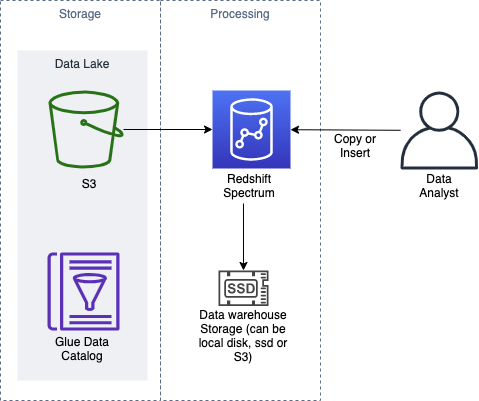 Storage
Processing
Data Lake
S3
Redshift
Spectrum
Copy or
Insert
Data
Analyst
Glue Data
Catalog
SSD
Data warehouse
Storage (can be
local disk, ssd or
S3)